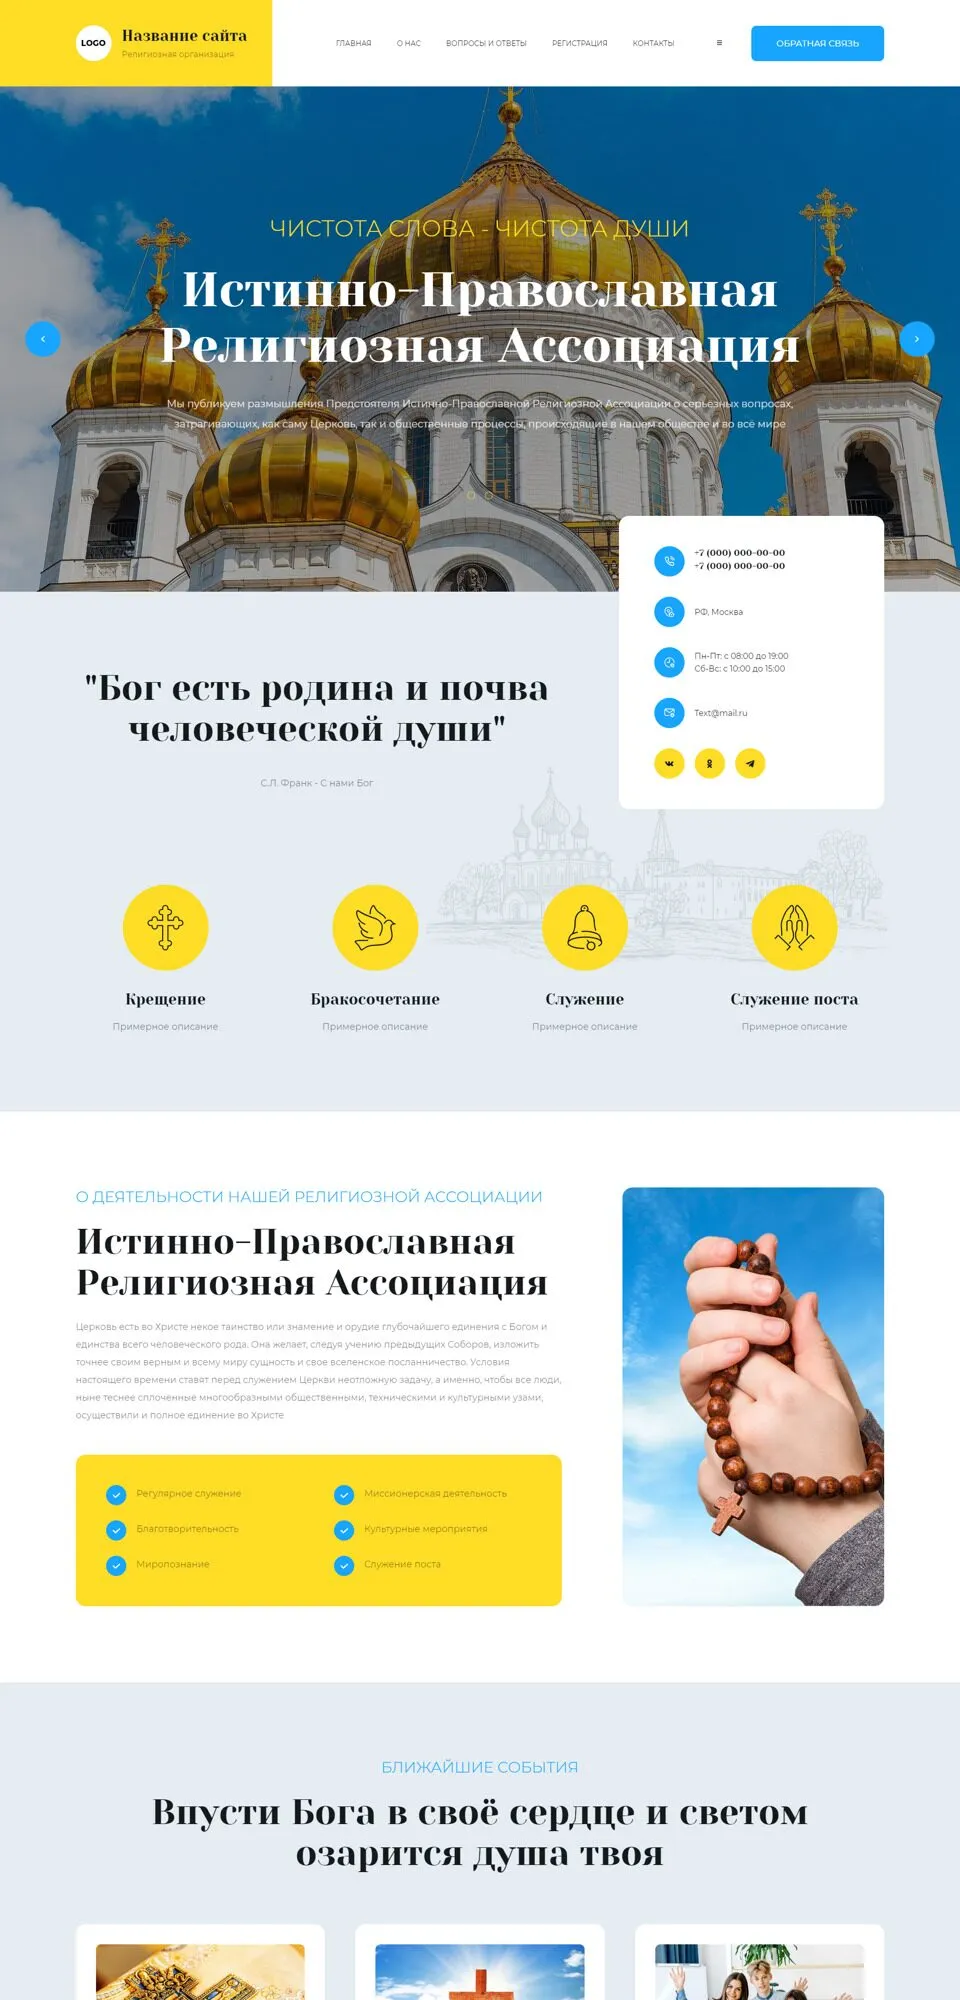 LOGO
Название сайта
Религиозная организация
ГЛАВНАЯ
О НАС
ВОПРОСЫ И ОТВЕТЫ
РЕГИСТРАЦИЯ
КОНТАКТЫ
ОБРАТНАЯ СВЯЗЬ
ЧИСТОТА СЛОВА - ЧИСТОТА ДУШИ
Истинно-Православная
Религиозная Ассоциация
Мы публикуем размышления Предстоятеля Истинно-Православной Религиозной Ассоциации о серьёзных вопросах,
затрагивающих, как саму Церковь, так и общественные процессы, происходящие в нашем обществе и во всё мире
+7 (000) 000-00-00
+7 (000) 000-00-00
РФ, Москва
Пн-Пт: с 08:00 до 19:00
Сб-Вс: с 10:00 до 15:00
Text@mail.ru
"Бог есть родина и почва
человеческой души"
С.Л. Франк - С нами Бог
Крещение
Примерное описание
Бракосочетание
Примерное описание
Служение
Примерное описание
Служение поста
Примерное описание
О ДЕЯТЕЛЬНОСТИ НАШЕЙ РЕЛИГИОЗНОЙ АССОЦИАЦИИ
Истинно-Православная
Религиозная Ассоциация
Церковь есть во Христе некое таинство или знамение и орудие глубочайшего единения с Богом и
единства всего человеческого рода. Она желает, следуя учению предыдущих Соборов, изложить
точнее своим верным и всему миру сущность и свое вселенское посланничество. Условия
настоящего времени ставят перед служением Церкви неотложную задачу, а именно, чтобы все люди,
ныне теснее сплоченные многообразными общественными, техническими и культурными узами,
осуществили и полное единение во Христе
Регулярное служение
Миссионерская деятельность
Благотворительность
Культурные мероприятия
Миропознание
Служение поста
БЛИЖАЙШИЕ СОБЫТИЯ
Впусти Бога в своё сердце и светом
озарится душа твоя